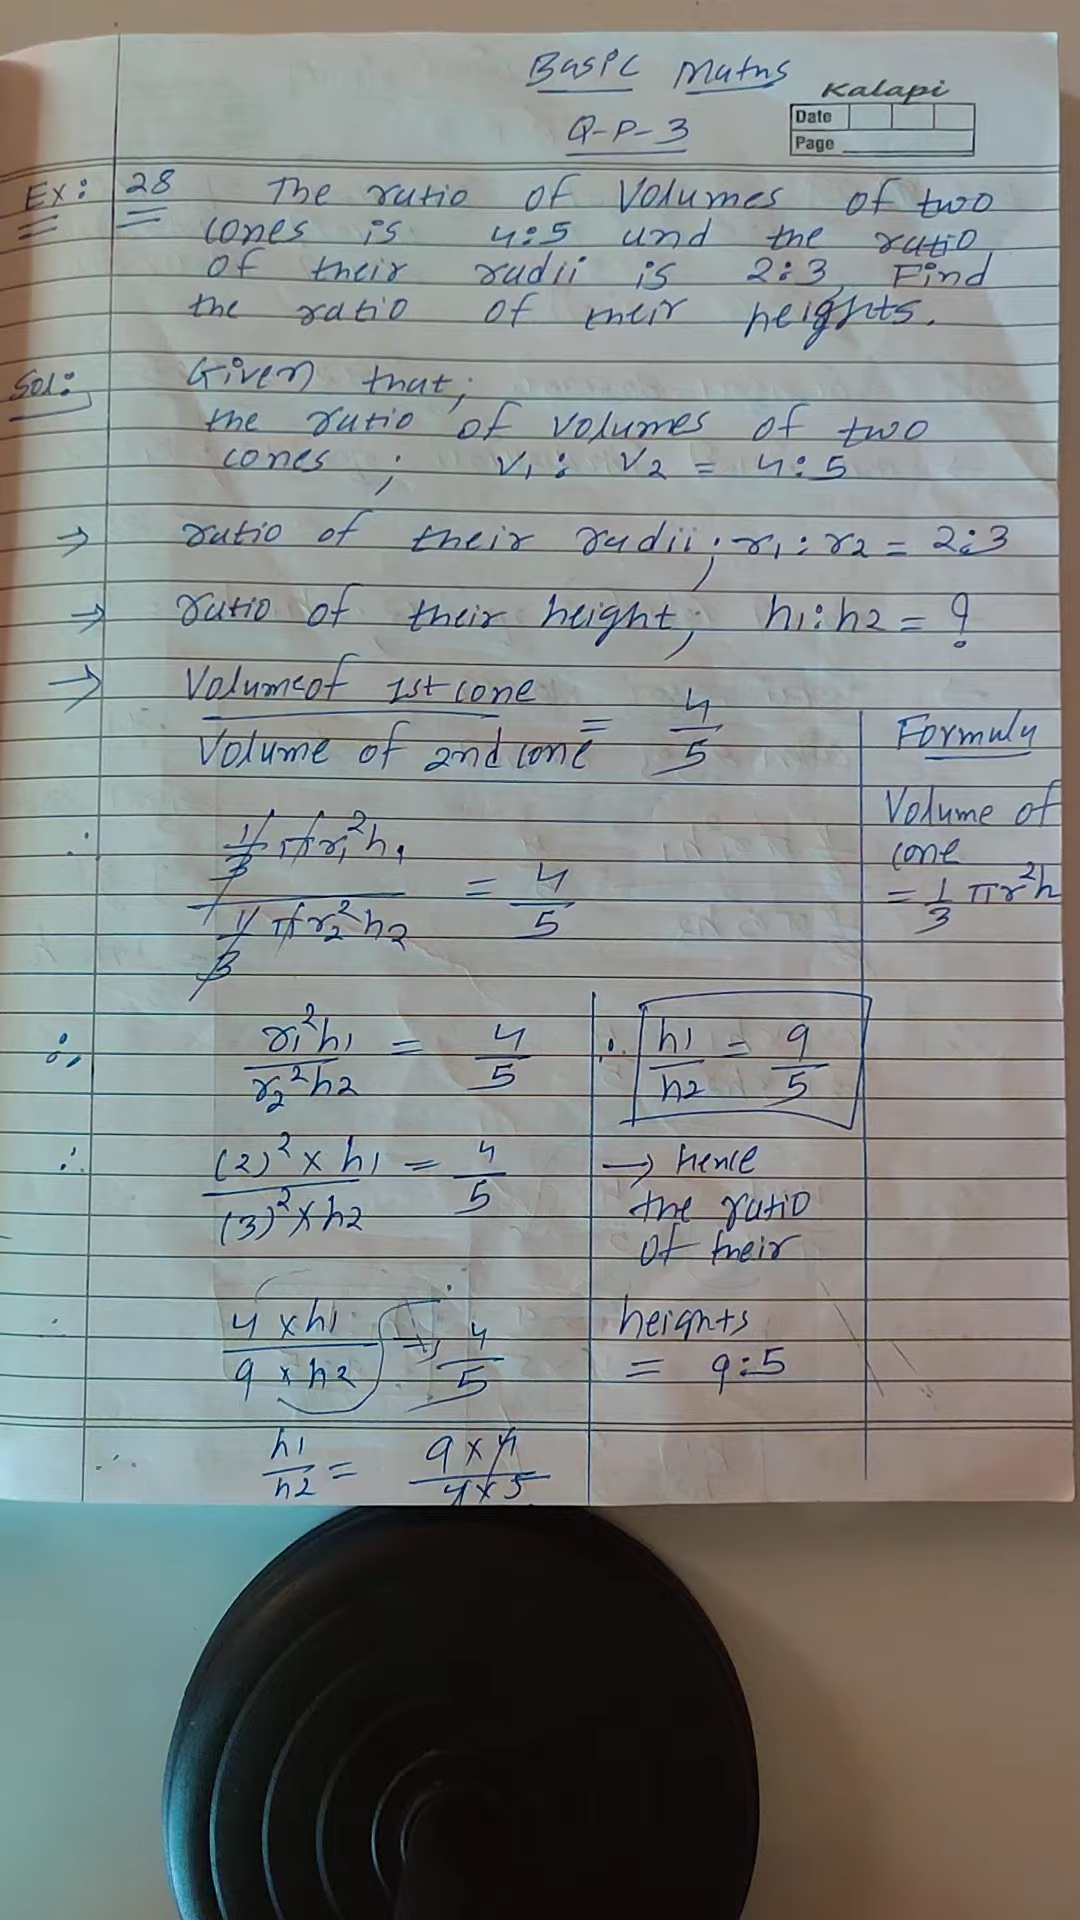 Basic Maths
Q-P-3
Kalapi
Date
Page
Ex: 28 The ratio of Volumes of two
cones is 4:5 and the ratio
of their radii is 2:3, Find
the ratio of their heights.
Sol: Given that;
the ratio of volumes of two
cones ; V1 : V2 = 4:5
→ ratio of their radii; r1 : r2 = 2:3
→ ratio of their height; h1:h2 = ?
→ Volume of 1st cone
Volume of 2nd cone = 4/5
Formula
Volume of
cone
= 1/3 πr²h
∴ 1/3 πr1²h1
/ 1/3 πr2²h2 = 4/5
∴ r1²h1 / r2²h2 = 4/5
∴ (2)² × h1 / (3)² × h2 = 4/5
∴ 4 × h1 / 9 × h2 = 4/5
∴ h1/h2 = 9 × 4 / 4 × 5
∴ h1/h2 = 9/5
→ Hence
the ratio
of their
heights
= 9:5